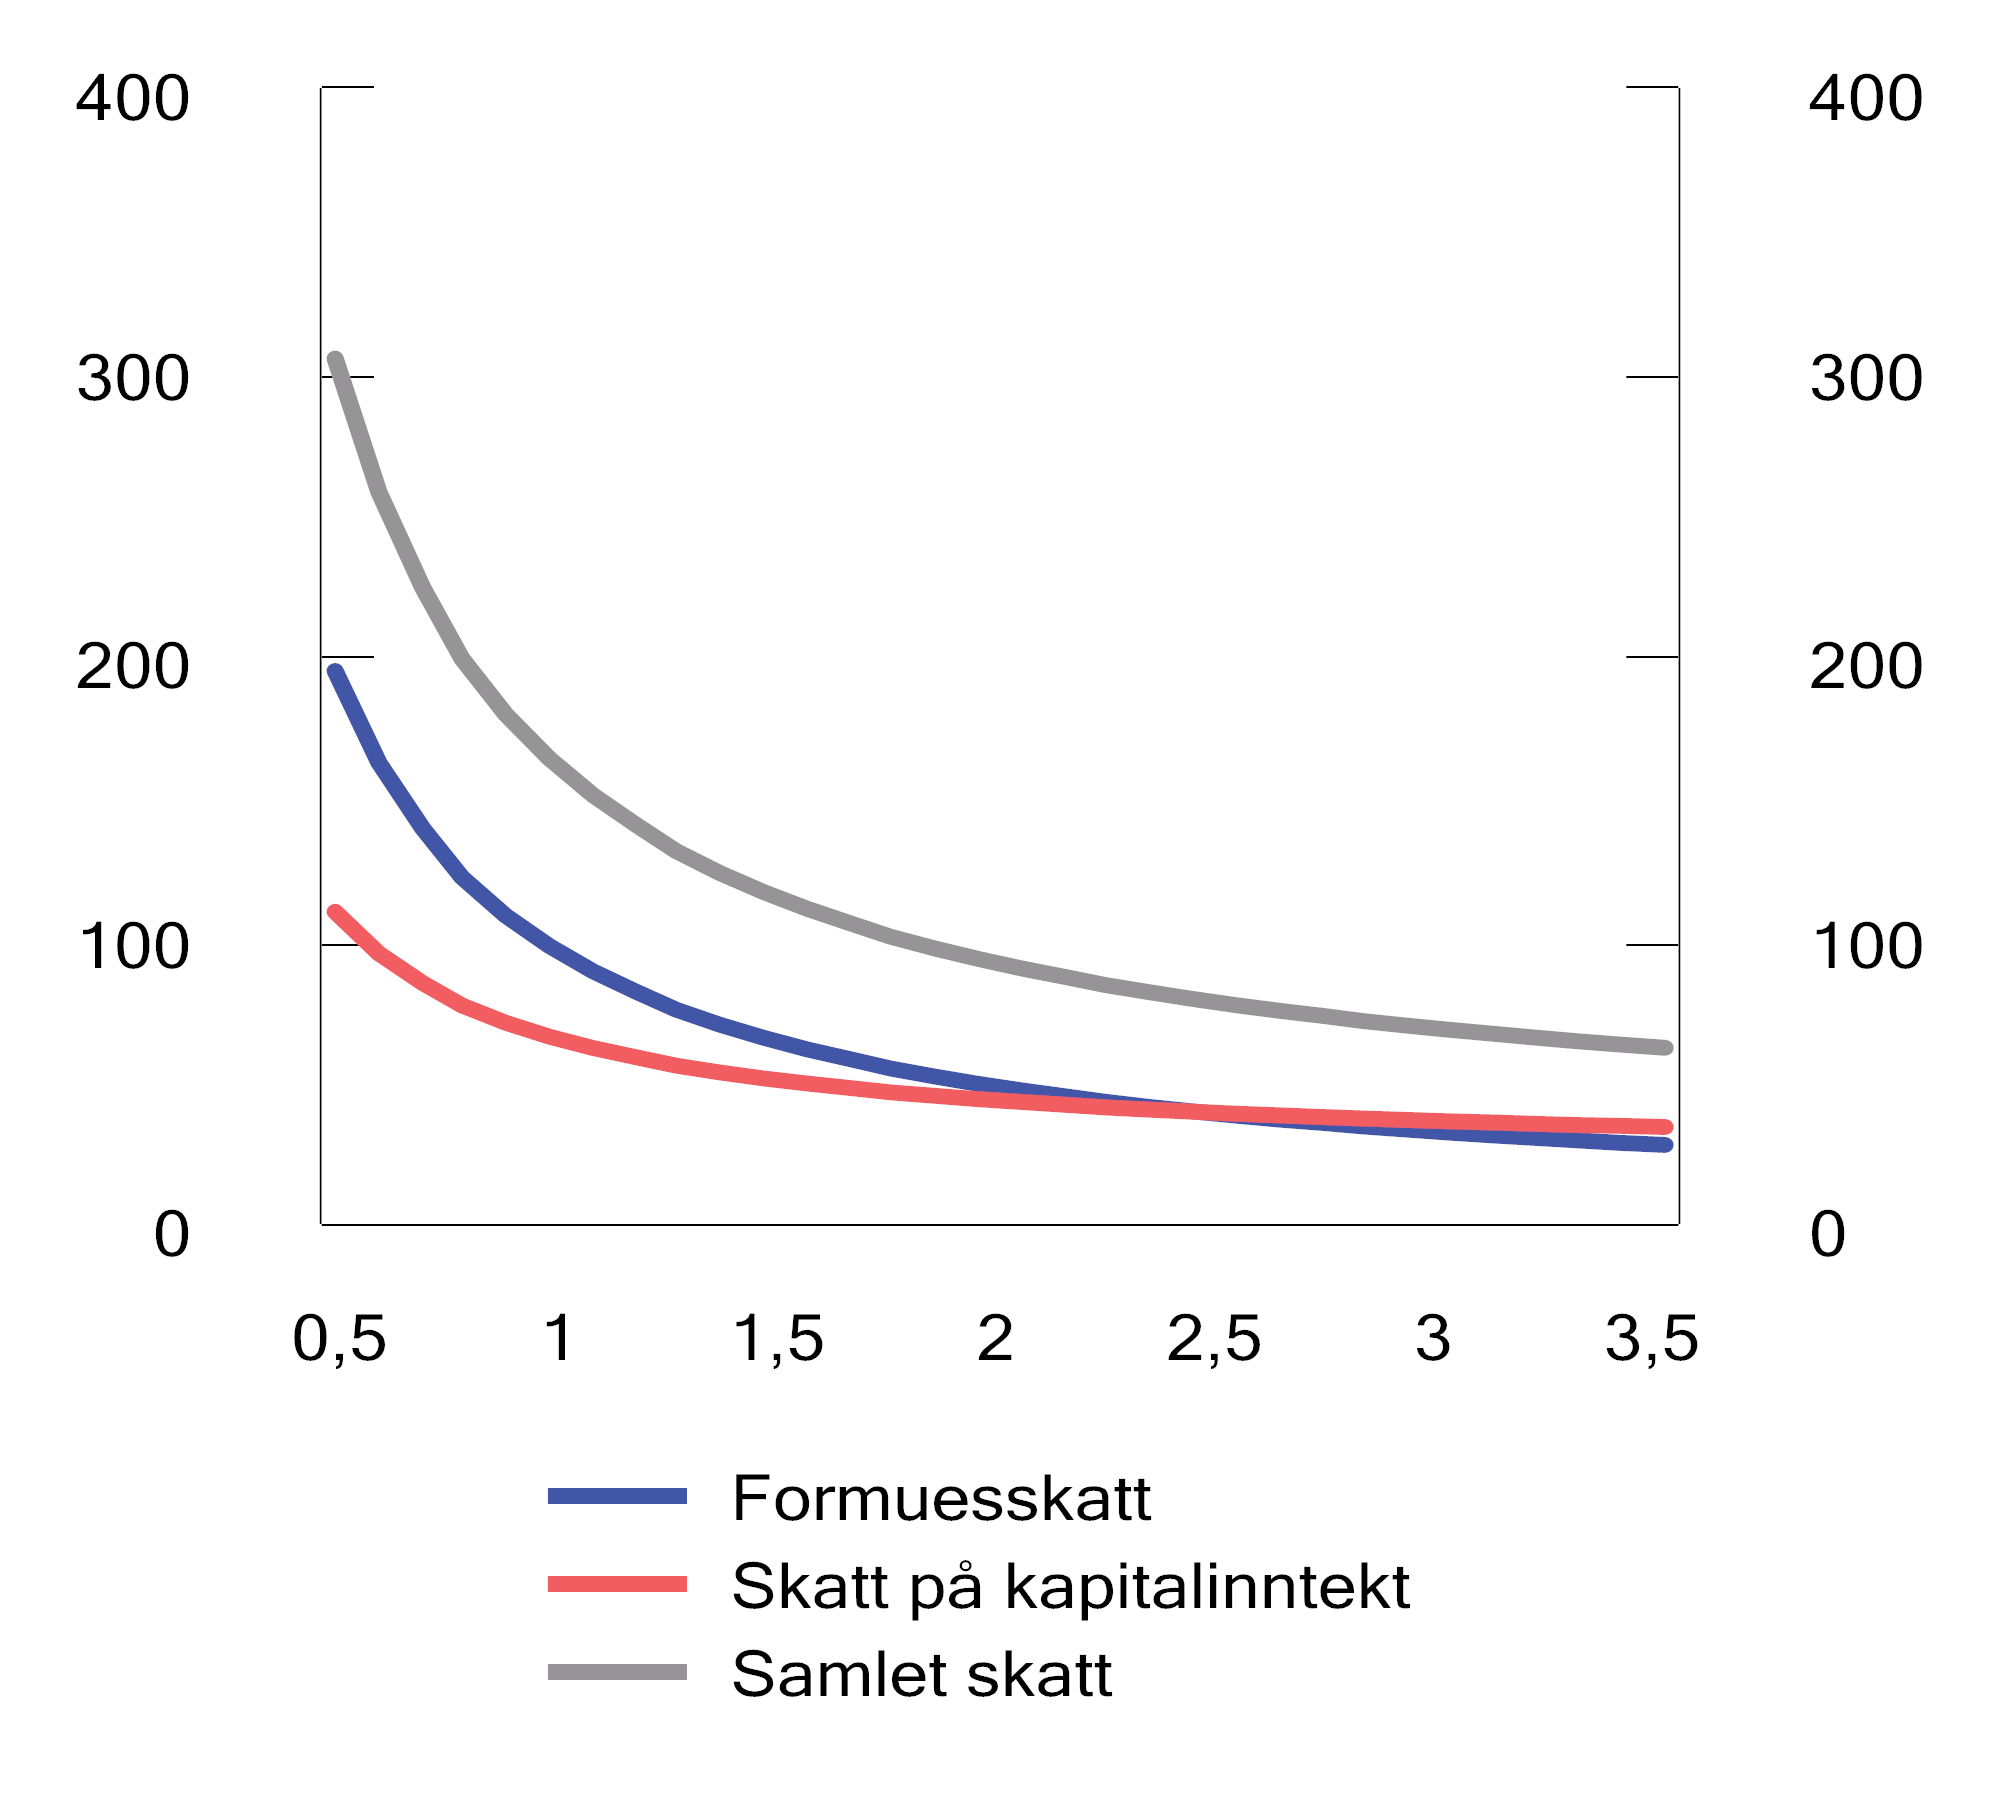 400 400
300 300
200 200
100 100
0 0
0,5 1 1,5 2 2,5 3 3,5
Formuesskatt
Skatt på kapitalinntekt
Samlet skatt